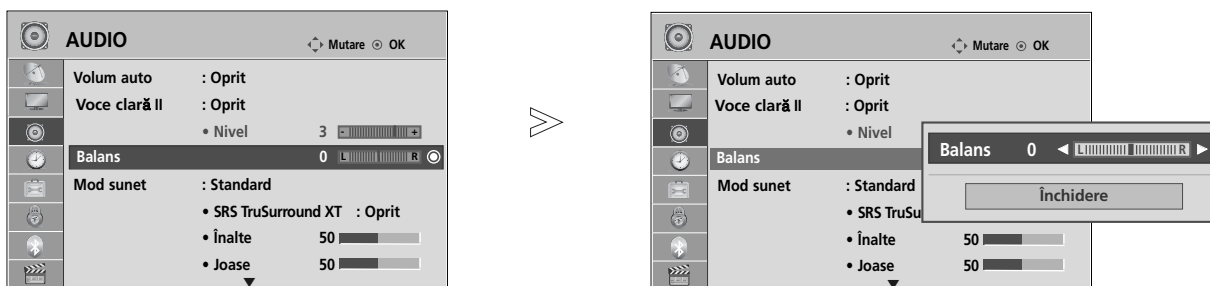 AUDIO Mutare OK
Volum auto : Oprit
Voce clară II : Oprit
• Nivel 3 - +
Balans 0 L R
Mod sunet : Standard
• SRS TruSurround XT : Oprit
• Înalte 50
• Joase 50
AUDIO Mutare OK
Volum auto : Oprit
Voce clară II : Oprit
• Nivel
Balans
Mod sunet : Standard
• SRS TruSu
• Înalte 50
• Joase 50
Balans 0 L R
Închidere